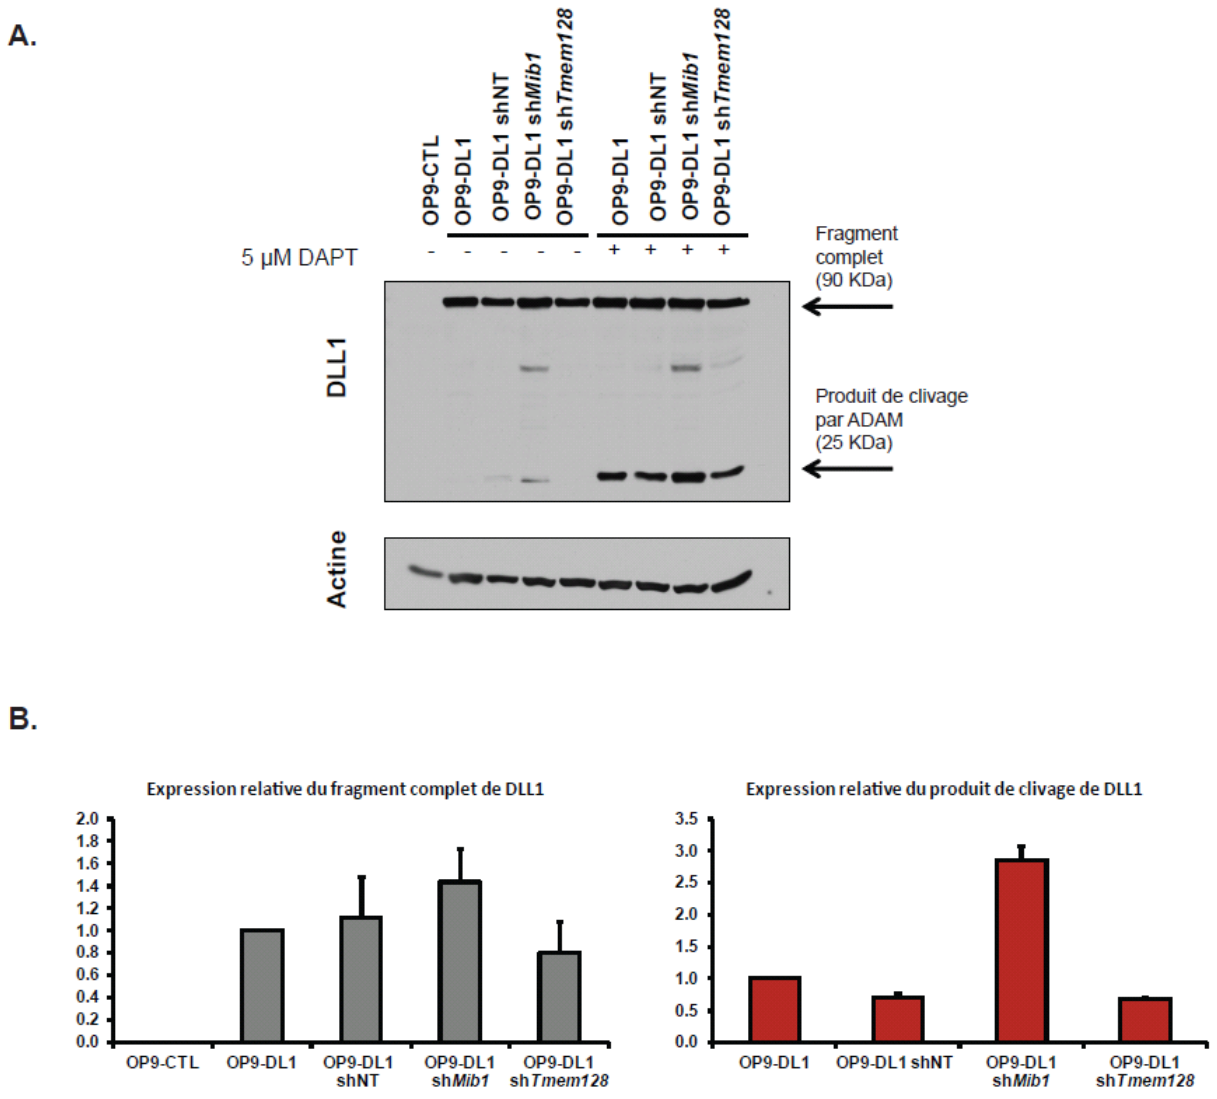 A.
OP9-CTL
OP9-DL1
OP9-DL1 shNT
OP9-DL1 shMib1
OP9-DL1 shTmem128
OP9-DL1
OP9-DL1 shNT
OP9-DL1 shMib1
OP9-DL1 shTmem128
5 µM DAPT - - - - - + + + +
Fragment
complet
(90 KDa)
DLL1
Produit de clivage
par ADAM
(25 KDa)
Actine
B.
Expression relative du fragment complet de DLL1
2.0
1.8
1.6
1.4
1.2
1.0
0.8
0.6
0.4
0.2
0.0
OP9-CTL
OP9-DL1
OP9-DL1
shNT
OP9-DL1
shMib1
OP9-DL1
shTmem128
Expression relative du produit de clivage de DLL1
3.5
3.0
2.5
2.0
1.5
1.0
0.5
0.0
OP9-DL1
OP9-DL1 shNT
OP9-DL1
shMib1
OP9-DL1
shTmem128